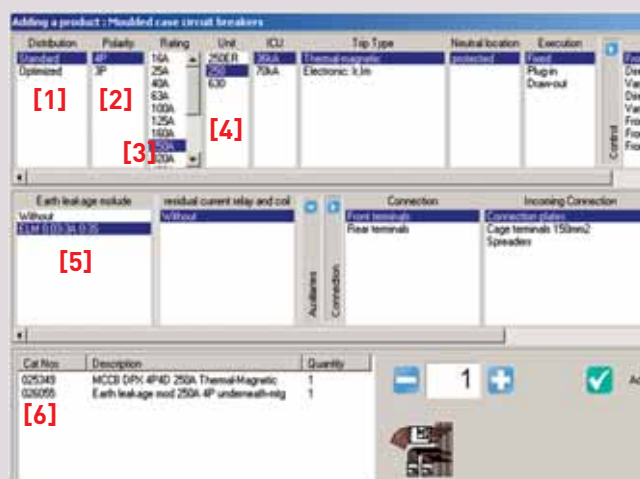 Adding a product : Moulded case circuit breakers
Distribution Polarity Rating Unit ICU Trip Type Neutral location Execution
Standard 4P 16A 250ER 36kA Thermal-magnetic protected Fixed
Optimized 3P 25A 250 70kA Electronic: k,Im Plug-in
40A 630 Draw-out
63A
100A
125A
160A
250A
320A
[1] [2] [3] [4]
Control
Earth leakage module residual current relay and coil Connection Incoming Connection
Without Without Front terminals Connection plates
ELM 0.03-3A 0-3S Rear terminals Cage terminals 150mm2
Spreaders
[5]
Auxiliaries
Connection
Cat Nos Description Quantity
025349 MCCB DPX 4P4D 250A Thermal-Magnetic 1
026055 Earth leakage mod 250A 4P underneath-mtg 1
[6]
1